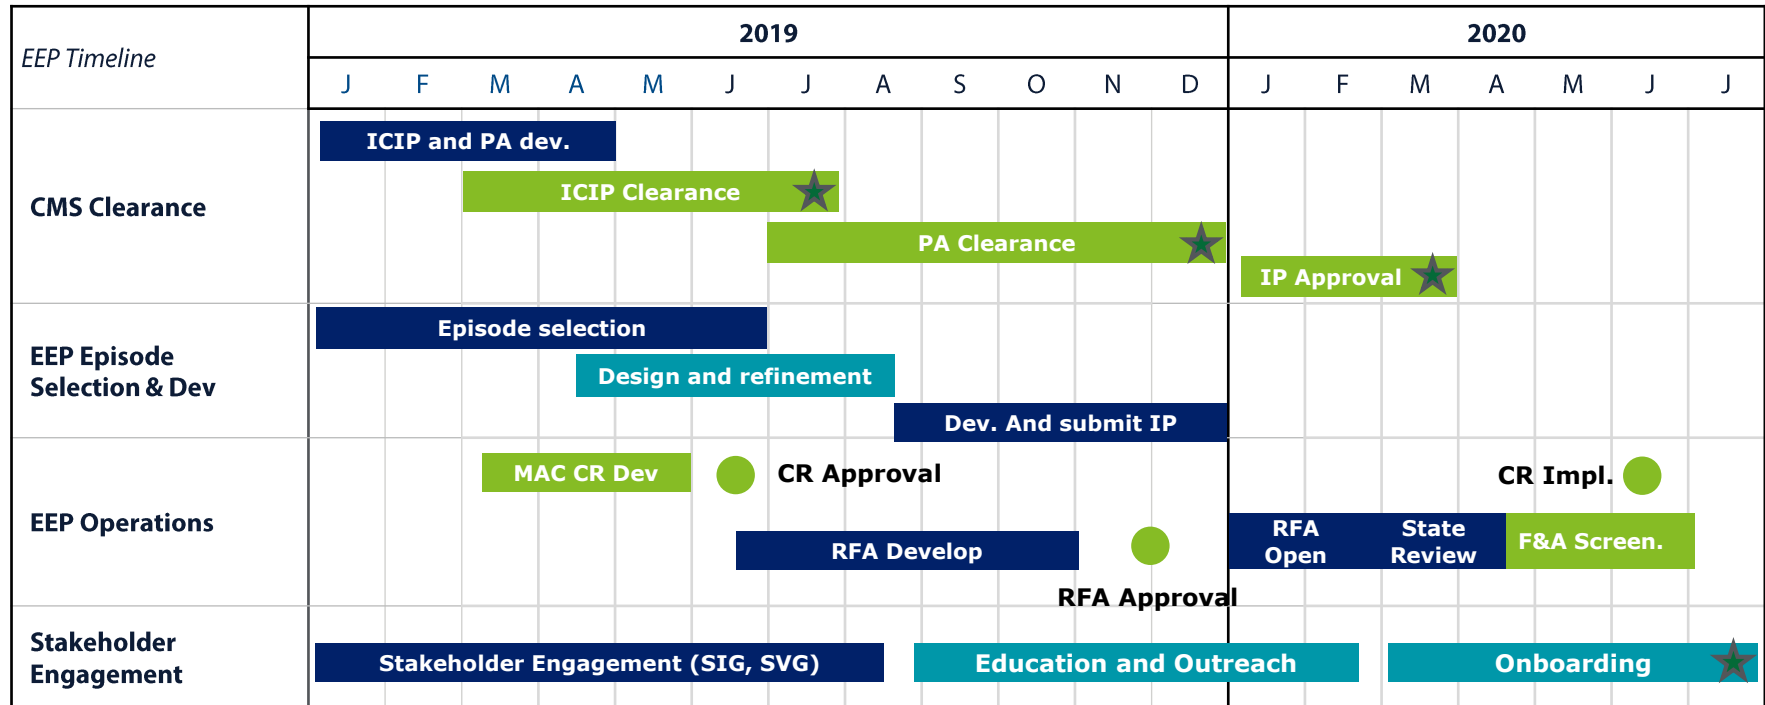 EEP Timeline
2019
2020
J F M A M J J A S O N D J F M A M J J
CMS Clearance
ICIP and PA dev.
ICIP Clearance
PA Clearance
IP Approval
EEP Episode
Selection & Dev
Episode selection
Design and refinement
Dev. And submit IP
EEP Operations
MAC CR Dev
CR Approval
CR Impl.
RFA Develop
RFA Approval
RFA
Open
State
Review
F&A Screen.
Stakeholder
Engagement
Stakeholder Engagement (SIG, SVG)
Education and Outreach
Onboarding